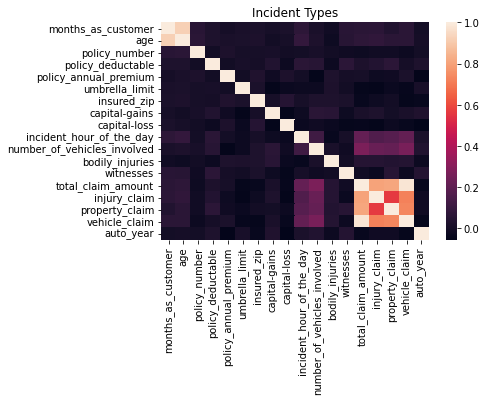 Incident Types
months_as_customer
age
policy_number
policy_deductable
policy_annual_premium
umbrella_limit
insured_zip
capital-gains
capital-loss
incident_hour_of_the_day
number_of_vehicles_involved
bodily_injuries
witnesses
total_claim_amount
injury_claim
property_claim
vehicle_claim
auto_year
1.0
0.8
0.6
0.4
0.2
0.0
months_as_customer
age
policy_number
policy_deductable
policy_annual_premium
umbrella_limit
insured_zip
capital-gains
capital-loss
incident_hour_of_the_day
number_of_vehicles_involved
bodily_injuries
witnesses
total_claim_amount
injury_claim
property_claim
vehicle_claim
auto_year